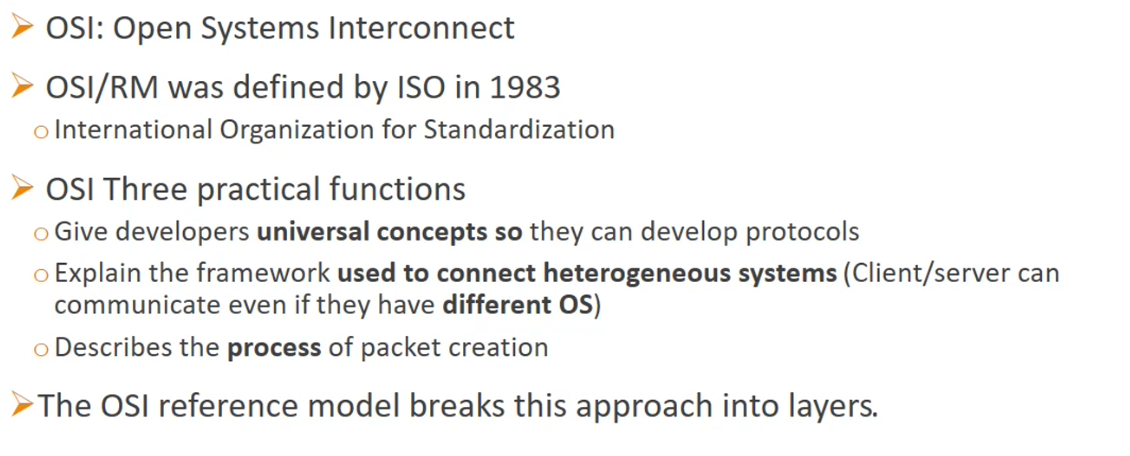 OSI: Open Systems Interconnect
OSI/RM was defined by ISO in 1983
International Organization for Standardization
OSI Three practical functions
Give developers universal concepts so they can develop protocols
Explain the framework used to connect heterogeneous systems (Client/server can
communicate even if they have different OS)
Describes the process of packet creation
The OSI reference model breaks this approach into layers.